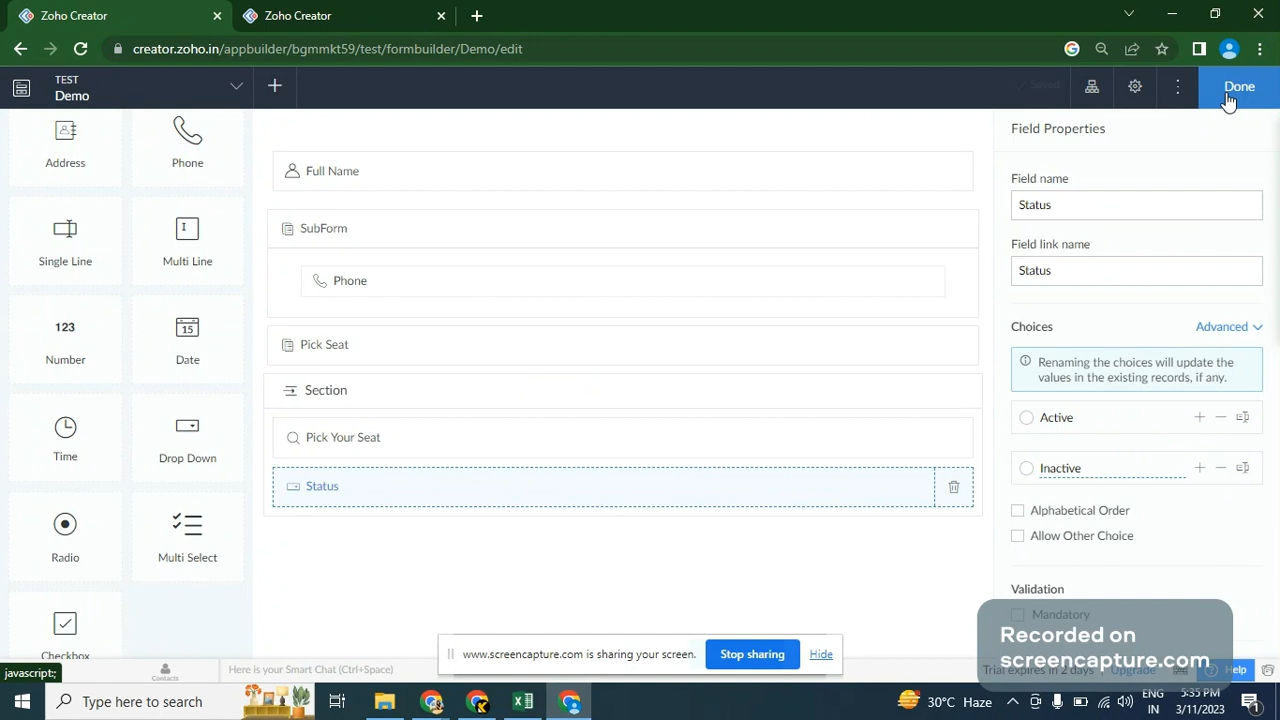 Zoho Creator
Zoho Creator
creator.zoho.in/appbuilder/bgmmkt59/test/formbuilder/Demo/edit
TEST
Demo
Saved
Done
Address
Phone
Single Line
Multi Line
123
Number
15
Date
Time
Drop Down
Radio
Multi Select
Checkbox
Full Name
SubForm
Phone
Pick Seat
Section
Pick Your Seat
Status
Field Properties
Field name
Status
Field link name
Status
Choices
Advanced
Renaming the choices will update the
values in the existing records, if any.
Active
Inactive
Alphabetical Order
Allow Other Choice
Validation
Mandatory
Recorded on
screencapture.com
www.screencapture.com is sharing your screen.
Stop sharing
Hide
javascript:;
Contacts
Here is your Smart Chat (Ctrl+Space)
Trial expires in 2 days
Upgrade
Help
Type here to search
30°C Haze
ENG
IN
5:35 PM
3/11/2023
1